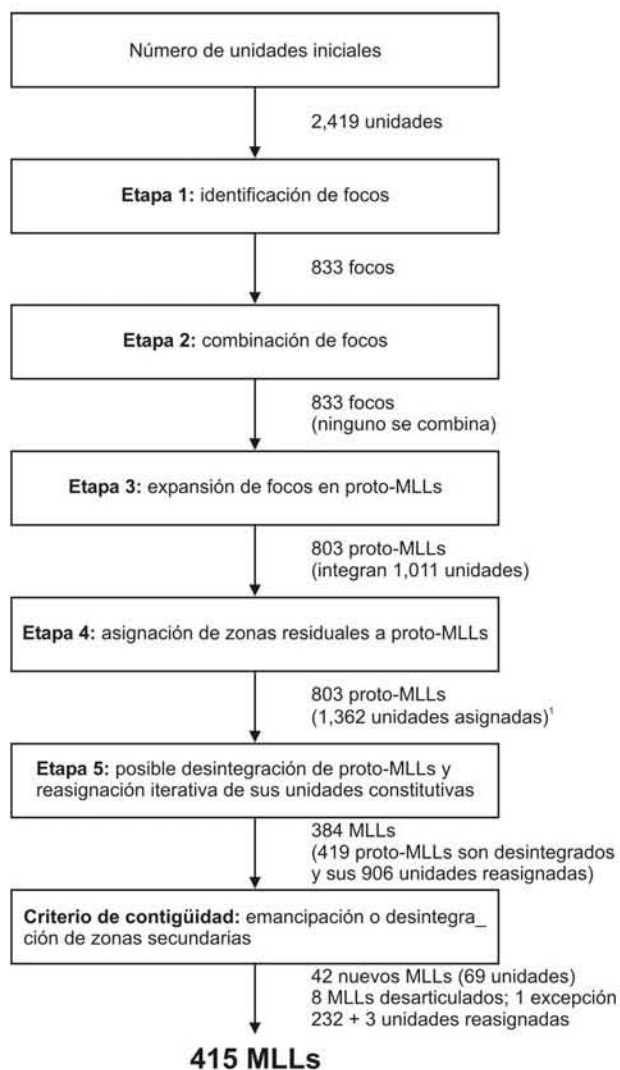 Número de unidades iniciales
2,419 unidades
Etapa 1: identificación de focos
833 focos
Etapa 2: combinación de focos
833 focos
(ninguno se combina)
Etapa 3: expansión de focos en proto-MLLs
803 proto-MLLs
(integran 1,011 unidades)
Etapa 4: asignación de zonas residuales a proto-MLLs
803 proto-MLLs
(1,362 unidades asignadas)¹
Etapa 5: posible desintegración de proto-MLLs y
reasignación iterativa de sus unidades constitutivas
384 MLLs
(419 proto-MLLs son desintegrados
y sus 906 unidades reasignadas)
Criterio de contigüidad: emancipación o desintegra_
ción de zonas secundarias
42 nuevos MLLs (69 unidades)
8 MLLs desarticulados; 1 excepción
232 + 3 unidades reasignadas
415 MLLs